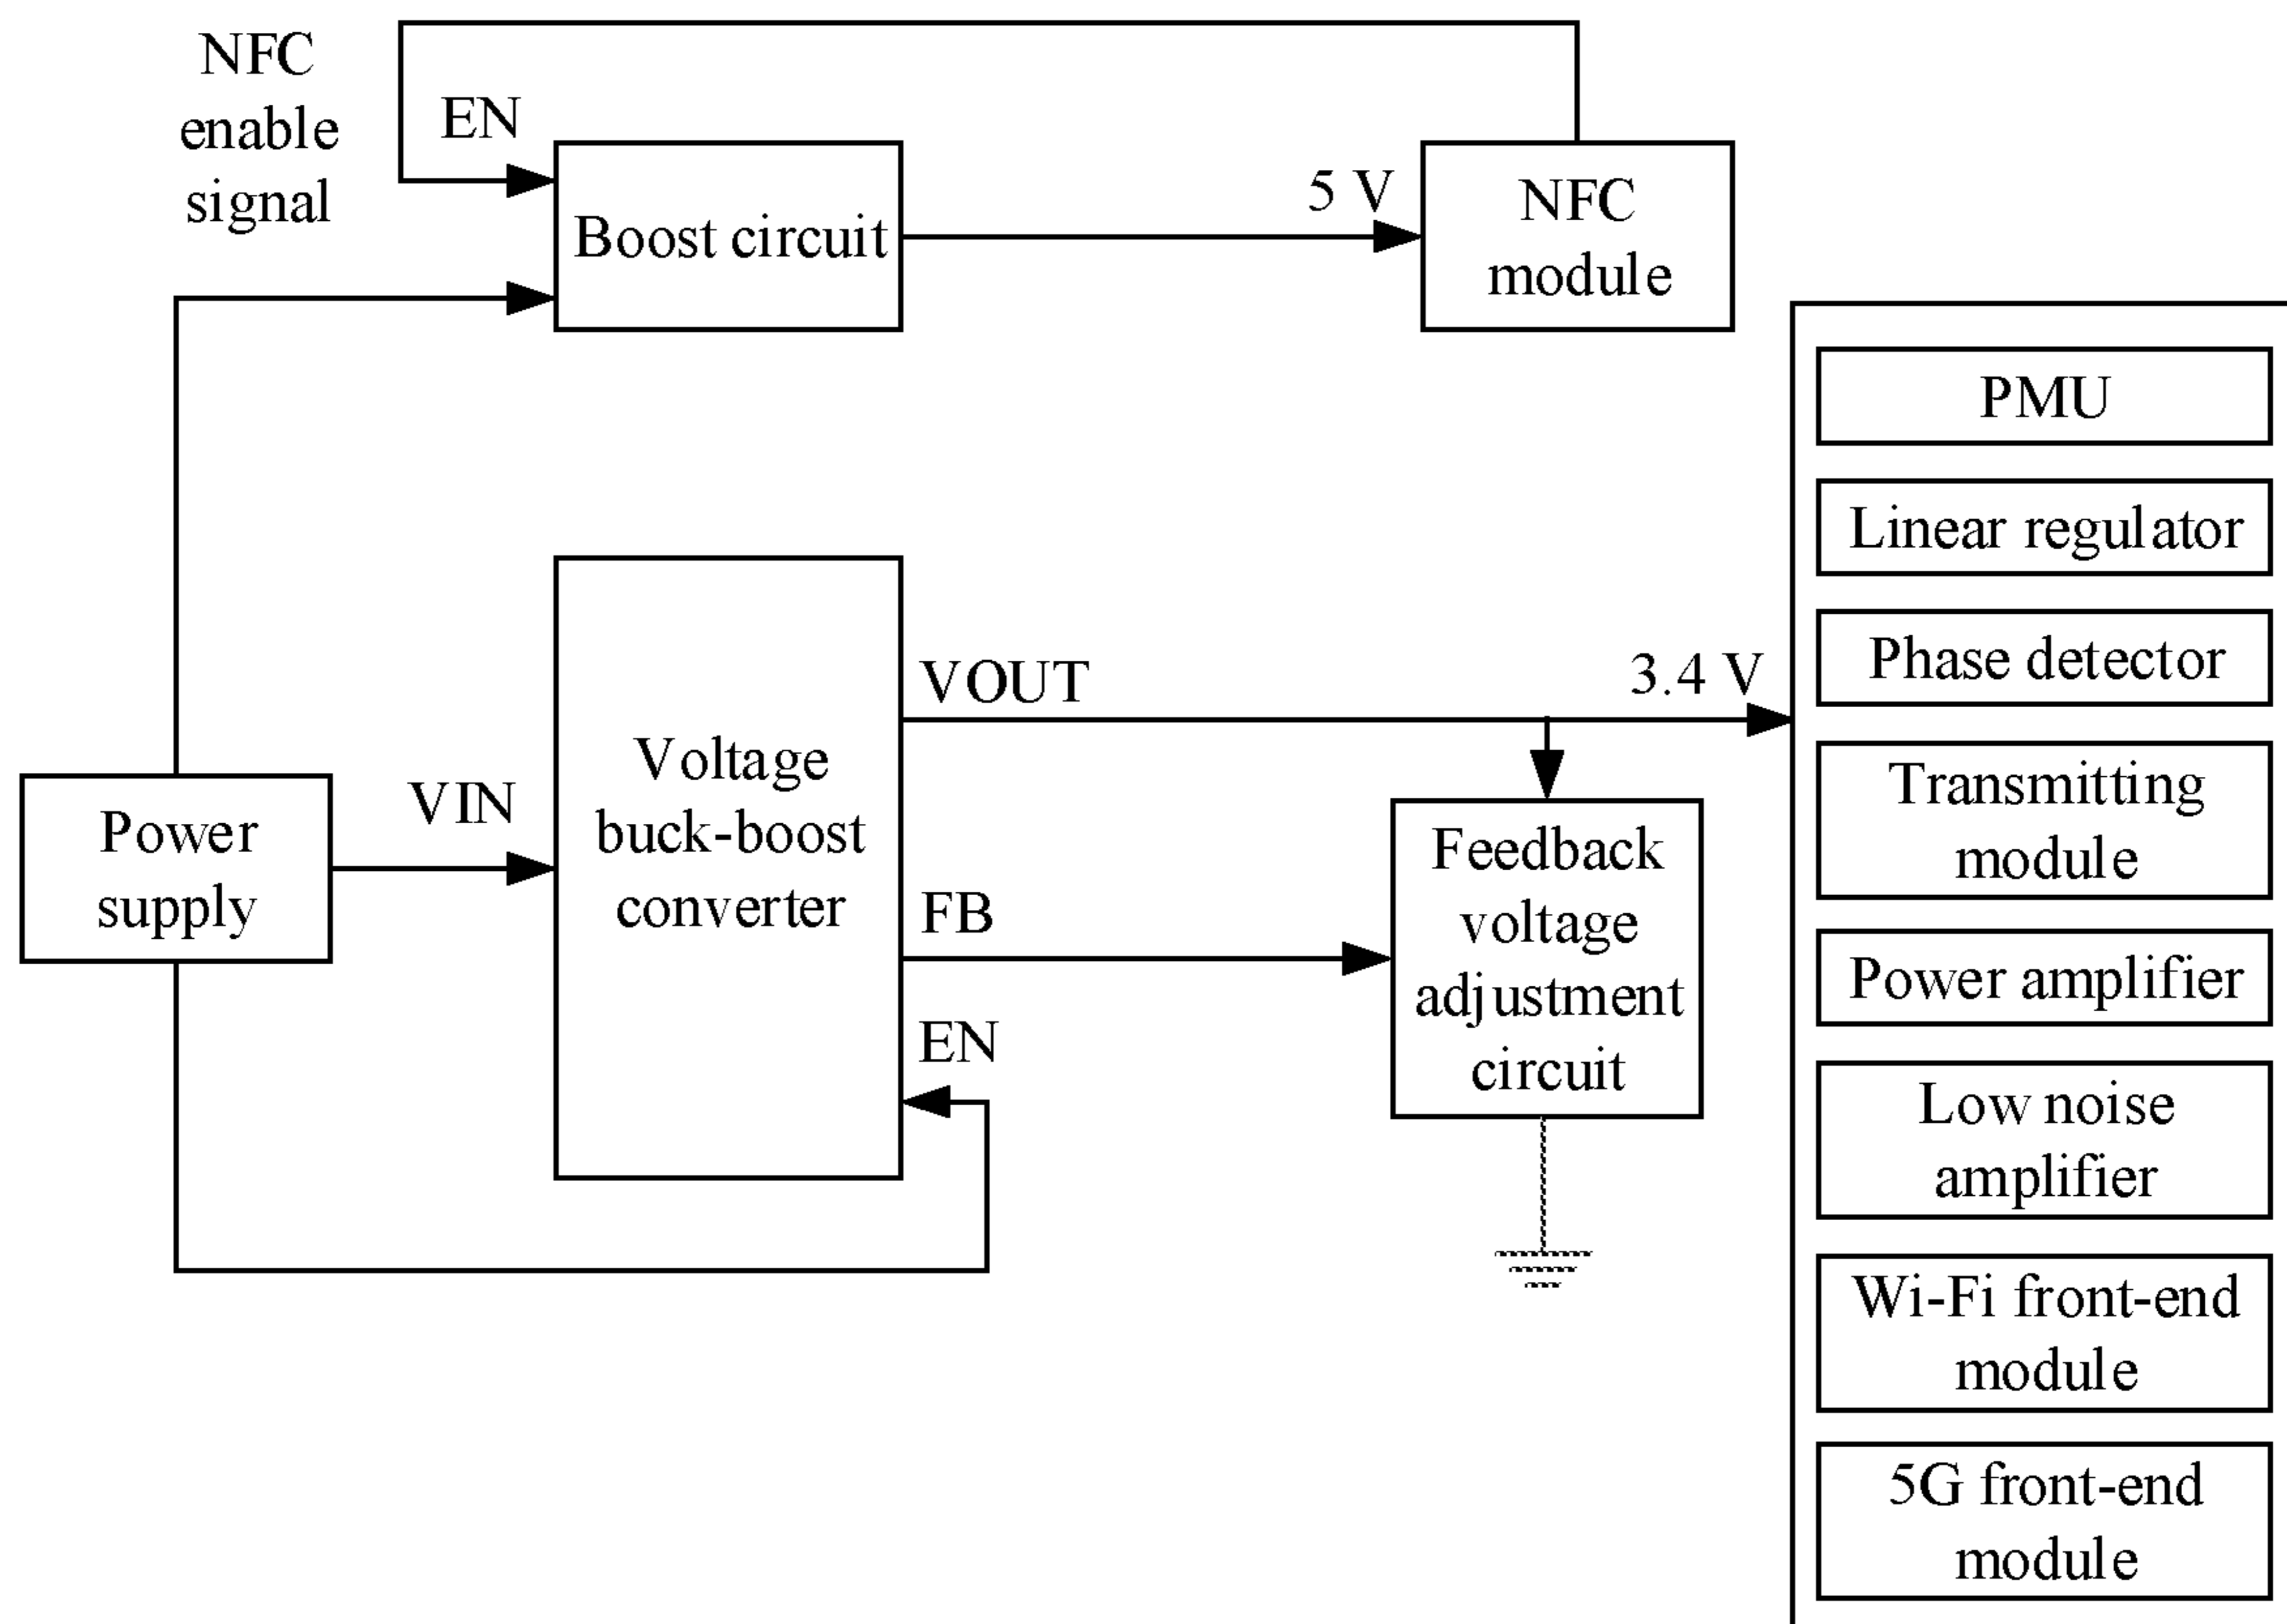 NFC
enable
signal
EN
Boost circuit
5 V
NFC
module
PMU
Linear regulator
Phase detector
Transmitting
module
Power amplifier
Low noise
amplifier
Wi-Fi front-end
module
5G front-end
module
Power
supply
VIN
Voltage
buck-boost
converter
VOUT
3.4 V
FB
EN
Feedback
voltage
adjustment
circuit